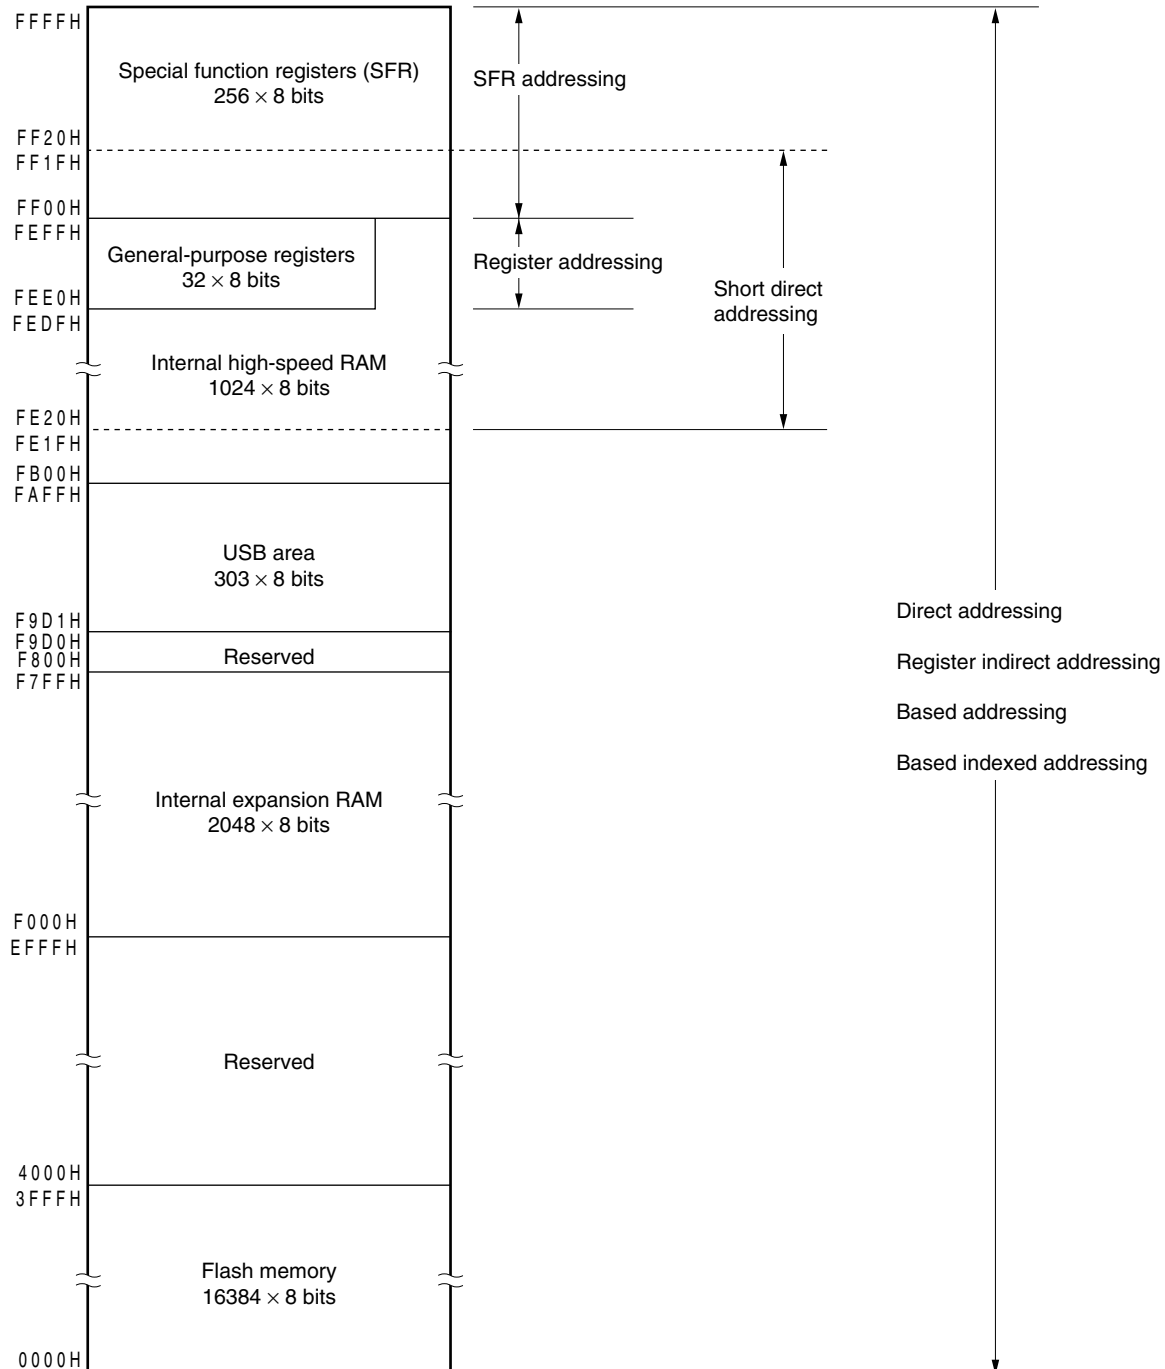 FFFFH
Special function registers (SFR)
256 × 8 bits
SFR addressing
FF20H
FF1FH
FF00H
FEFFH
General-purpose registers
32 × 8 bits
Register addressing
Short direct
addressing
FEE0H
FEDFH
Internal high-speed RAM
1024 × 8 bits
FE20H
FE1FH
FB00H
FAFFH
USB area
303 × 8 bits
F9D1H
F9D0H
F800H
F7FFH
Reserved
Direct addressing
Register indirect addressing
Based addressing
Based indexed addressing
Internal expansion RAM
2048 × 8 bits
F000H
EFFFH
Reserved
4000H
3FFFH
Flash memory
16384 × 8 bits
0000H